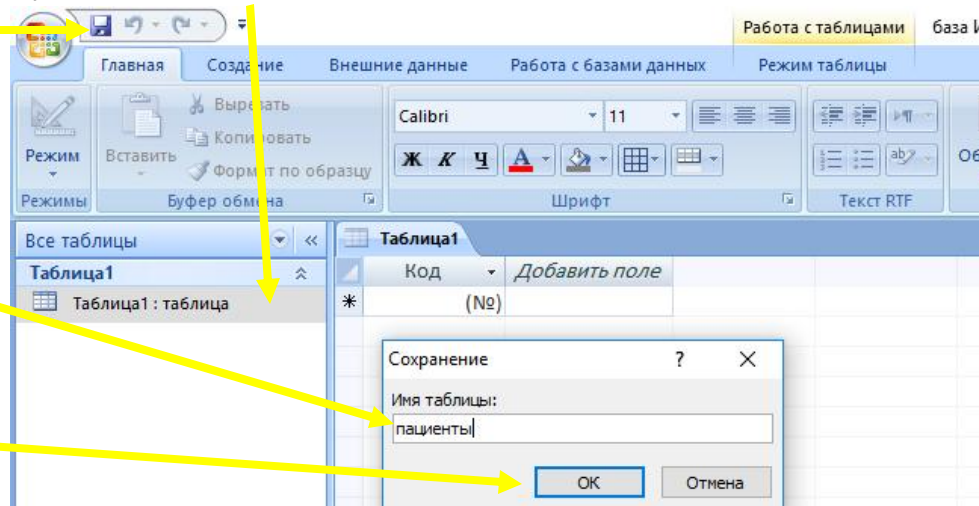 Работа с таблицами база И
Главная Создание Внешние данные Работа с базами данных Режим таблицы
Calibri 11
Вырезать
Копировать
Формат по образцу
Режим Вставить
Ж К Ч
Режимы Буфер обмена Шрифт Текст RTF
Все таблицы
Таблица1
Таблица1 : таблица
Таблица1
Код Добавить поле
(№)
Сохранение
Имя таблицы:
пациенты
ОК Отмена